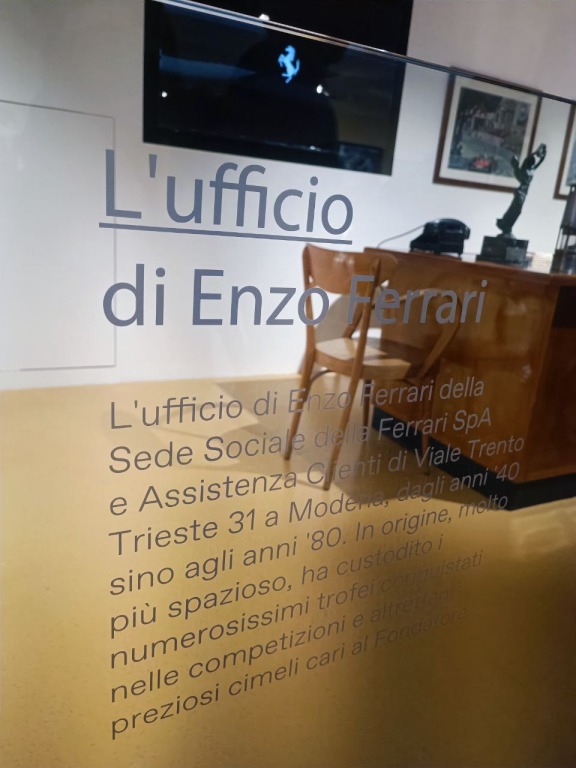 L'ufficio
di Enzo Ferrari
L'ufficio di Enzo Ferrari della
Sede Sociale della Ferrari SpA
e Assistenza Clienti di Viale Trento
Trieste 31 a Modena, dagli anni '40
sino agli anni '80. In origine, molto
più spazioso, ha custodito i
numerosissimi trofei conquistati
nelle competizioni e altrettanti
preziosi cimeli cari al Fondatore.